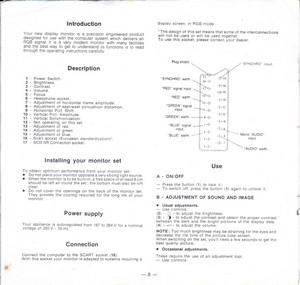 Introduction
Your new display monitor is a precision engineered product
designed for use with the computer system which delivers an
RGB signal. It is a very modern monitor with many facilities
and the best way to get to understand its functions is to read
through the operating instructions carefully.
Description
1 - Power Switch.
2 - Brightness.
3 - Contrast.
4 - Volume.
5 - Focus.
6 - Headphone socket.
7 - Adjustment of horizontal frame amplitude.
8 - Adjustment of east-west pincushion distortion.
9 - Horizontal Pict. Shift.
10 - Vertical Pict. Amplitude.
11 - Vertical Synchronisation.
12 - Not operating on this set.
13 - Adjustment of red.
14 - Adjustment of green.
15 - Adjustment of blue.
16 - Scart socket (European standardizations)*.
17 - DOS NR Connection socket.
Installing your monitor set
To obtain optimum performance from your monitor set:
● Do not place your monitor opposite a very strong light source.
● When the monitor is to be built-in, a free space of at least 8 cm
should be left all round the set; the bottom must also be left
clear.
● Do not cover the openings on the back of the monitor set.
They provide the cooling required for the long life of your
monitor.
Power supply
Your appliance is autoregulated from 187 to 264 V for a nominal
voltage of 220 V - 50 Hz.
Connection
Connect the computer to the SCART socket (16).
With this socket your monitor is adapted to systems requiring a
display screen, in RGB mode.
*The design of this set means that some of the interconnections
will not be used or will be used together.
To use this socket, please contact your dealer.
Plug shield
"SYNCHRO" earth
"RED" signal input
"RED" earth
"GREEN" signal
input
"GREEN" earth
"BLUE" signal
input
"BLUE" earth
"SYNCHRO" input
Mono "AUDIO"
input
"AUDIO" earth
Use
A - ON/OFF
- Press the button (1) to view it.
- To switch off, press the button (1) again to unlock it.
B - ADJUSTMENT OF SOUND AND IMAGE
● Usual adjustments.
- Use controls:
(2) - to adjust the brightness.
(3) - to adjust the contrast and obtain the proper contrast
between the dark and the bright pictures of the display data.
(4) - to adjust the volume.
NOTE: Too much brightness may be straining for the eyes and
decrease the life time of the picture tube screen.
When switching on the set, you'll need a few seconds to get the
best quality picture.
● Occasional adjustments.
These require the use of an adjustment tool.
- Use controls:
- 8 -